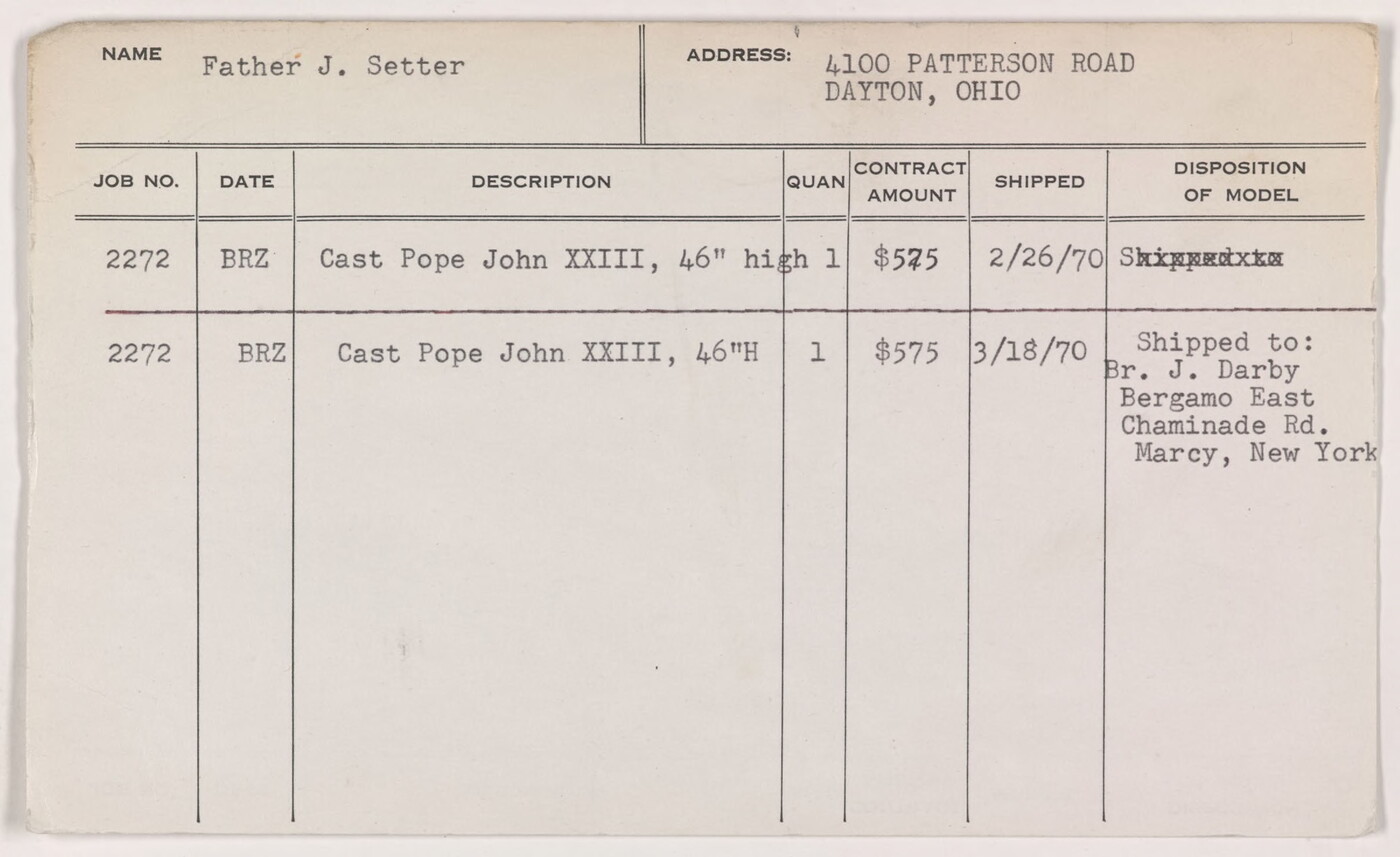 NAME Father J. Setter ADDRESS: 4100 PATTERSON ROAD
DAYTON, OHIO
JOB NO. DATE DESCRIPTION QUAN CONTRACT AMOUNT SHIPPED DISPOSITION OF MODEL
2272 BRZ Cast Pope John XXIII, 46" high 1 $575 2/26/70 Shipped to
2272 BRZ Cast Pope John XXIII, 46"H 1 $575 3/18/70 Shipped to:
Br. J. Darby
Bergamo East
Chaminade Rd.
Marcy, New York